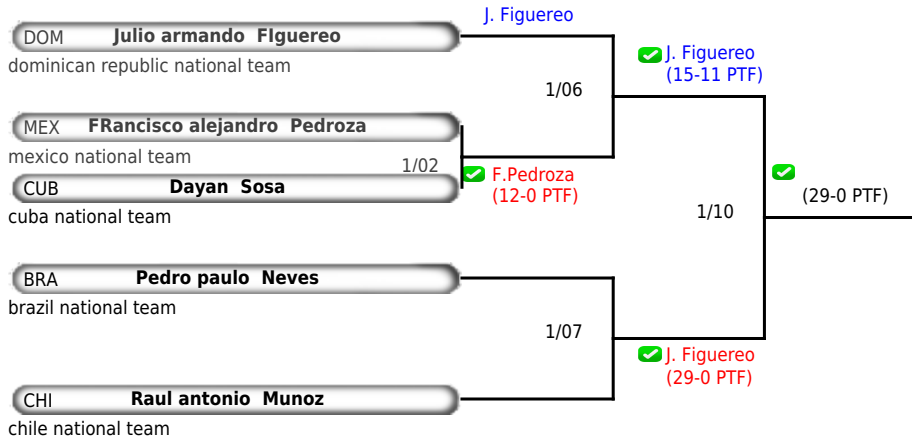 J. Figuereo
DOM Julio armando FIguereo
dominican republic national team
J. Figuereo
(15-11 PTF)
1/06
MEX FRancisco alejandro Pedroza
mexico national team
1/02
F.Pedroza
(12-0 PTF)
CUB Dayan Sosa
cuba national team
(29-0 PTF)
1/10
BRA Pedro paulo Neves
brazil national team
1/07
J. Figuereo
(29-0 PTF)
CHI Raul antonio Munoz
chile national team